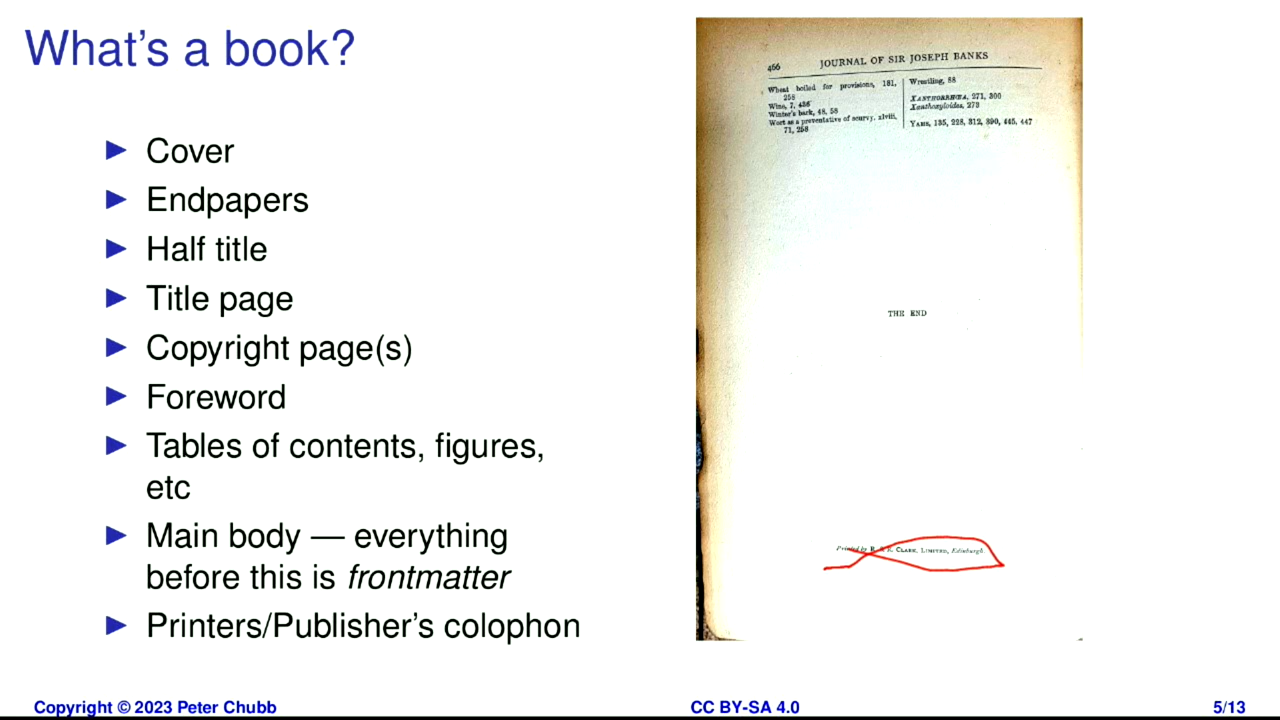 What's a book?
Cover
Endpapers
Half title
Title page
Copyright page(s)
Foreword
Tables of contents, figures,
etc
Main body — everything
before this is frontmatter
Printers/Publisher's colophon
466 JOURNAL OF SIR JOSEPH BANKS
Wheat boiled for provisions, 181,
258
Wine, 7, 436
Winter's bark, 48, 58
Wort as a preventative of scurvy, xlviii,
71, 258
Wrestling, 88
XANTHORRHŒA, 271, 300
Xanthoxyloides, 273
YAMS, 135, 228, 312, 390, 445, 447
THE END
Printed by R. & R. CLARK, LIMITED, Edinburgh
Copyright © 2023 Peter Chubb
CC BY-SA 4.0
5/13